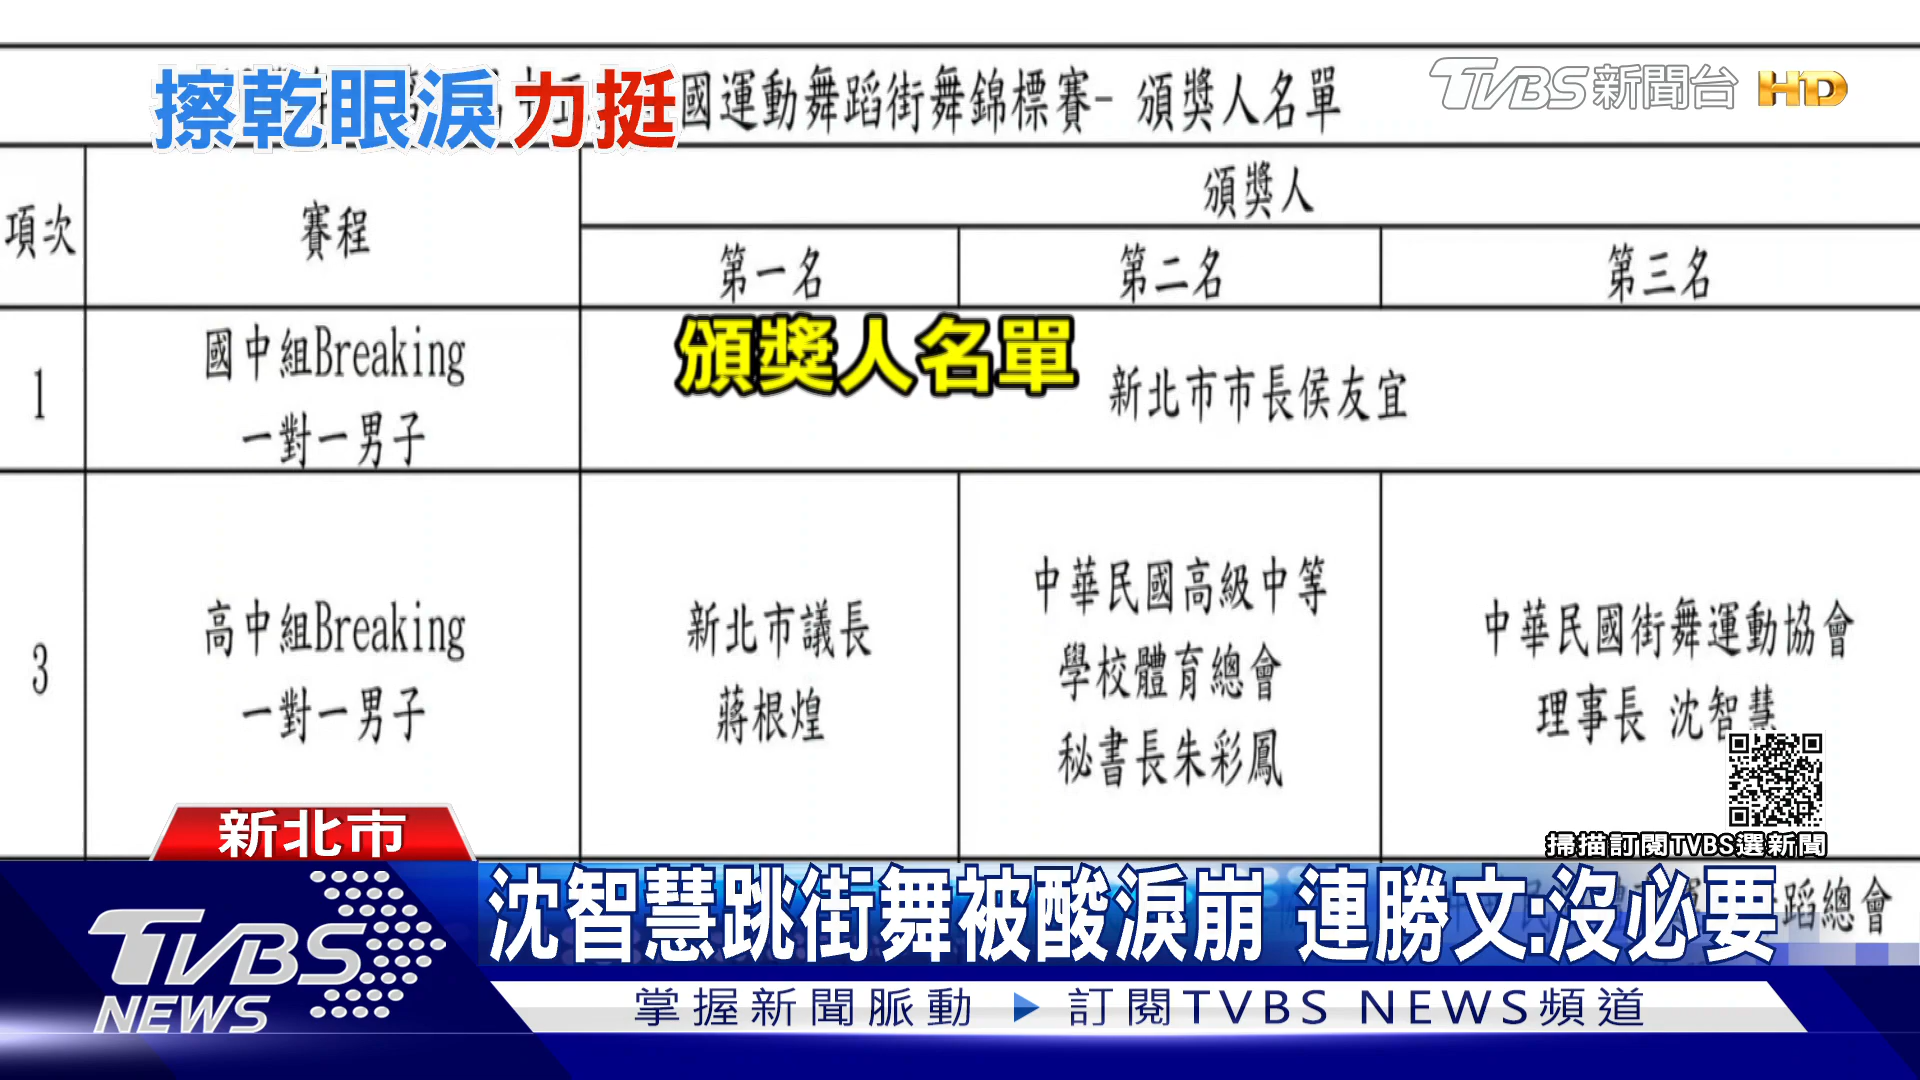 擦乾眼淚力挺
國運動舞蹈街舞錦標賽- 頒獎人名單
TVBS新聞台 HD
項次
賽程
頒獎人
第一名
第二名
第三名
1
國中組Breaking
一對一男子
頒獎人名單
新北市市長侯友宜
3
高中組Breaking
一對一男子
新北市議長
蔣根煌
中華民國高級中等
學校體育總會
秘書長朱彩鳳
中華民國街舞運動協會
理事長 沈智慧
掃描訂閱TVBS選新聞
新北市
沈智慧跳街舞被酸淚崩 連勝文:沒必要
蹈總會
TVBS
NEWS
掌握新聞脈動 ▶ 訂閱TVBS NEWS頻道